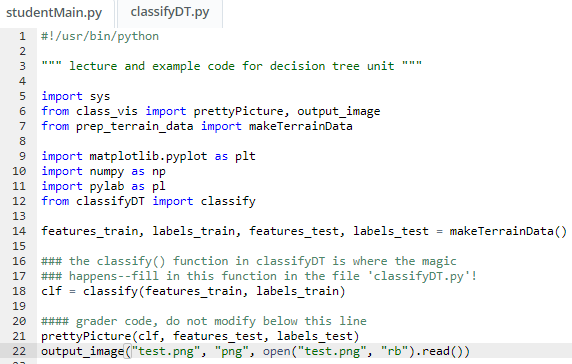 studentMain.py classifyDT.py
1 #!/usr/bin/python
2
3 """ lecture and example code for decision tree unit """
4
5 import sys
6 from class_vis import prettyPicture, output_image
7 from prep_terrain_data import makeTerrainData
8
9 import matplotlib.pyplot as plt
10 import numpy as np
11 import pylab as pl
12 from classifyDT import classify
13
14 features_train, labels_train, features_test, labels_test = makeTerrainData()
15
16 ### the classify() function in classifyDT is where the magic
17 ### happens--fill in this function in the file 'classifyDT.py'!
18 clf = classify(features_train, labels_train)
19
20 #### grader code, do not modify below this line
21 prettyPicture(clf, features_test, labels_test)
22 output_image("test.png", "png", open("test.png", "rb").read())